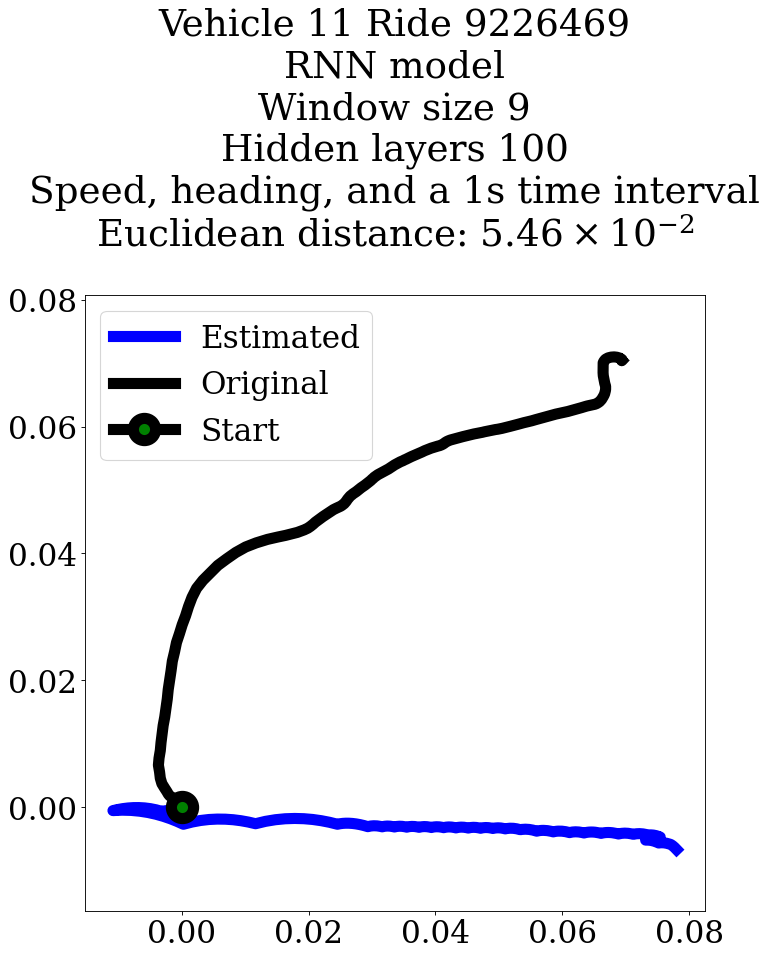 Vehicle 11 Ride 9226469
RNN model
Window size 9
Hidden layers 100
Speed, heading, and a 1s time interval
Euclidean distance: 5.46 × 10⁻²
0.08
Estimated
Original
Start
0.06
0.04
0.02
0.00
0.00 0.02 0.04 0.06 0.08